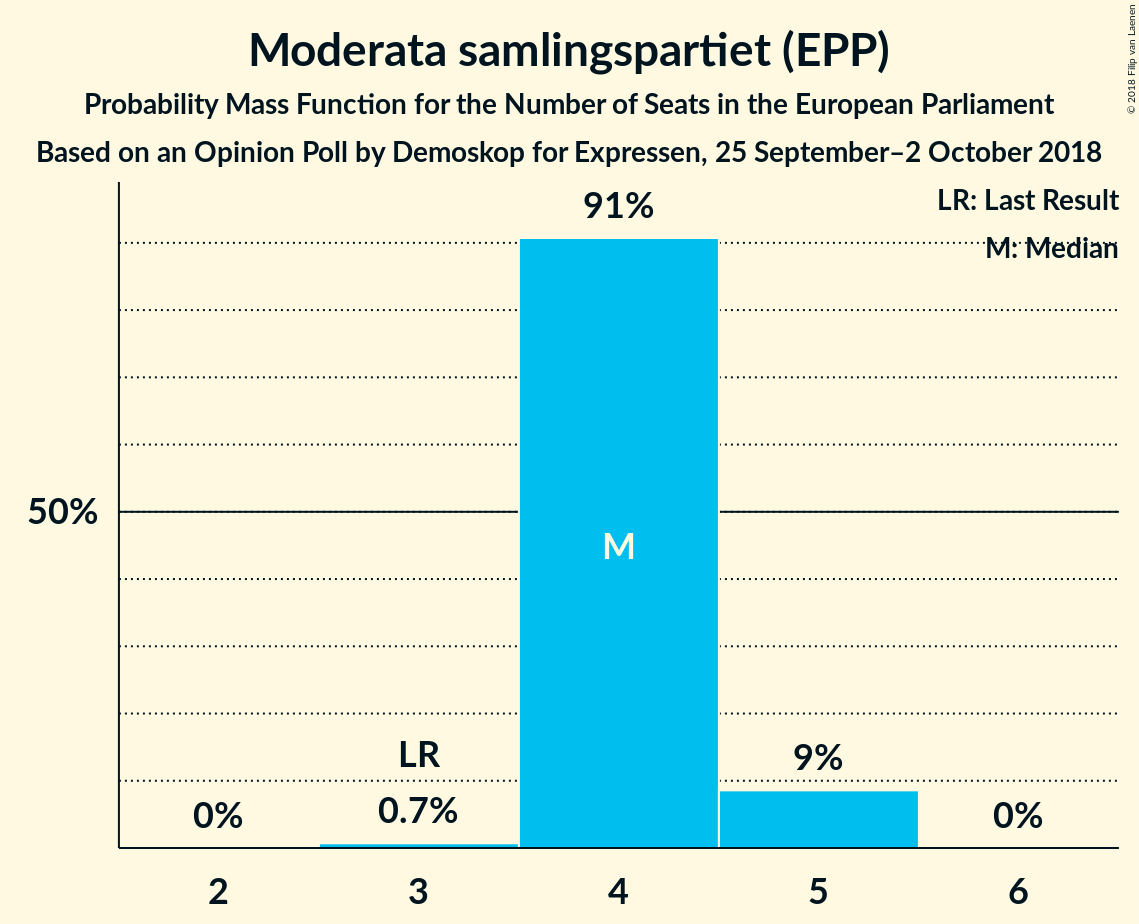 Moderata samlingspartiet (EPP)
Probability Mass Function for the Number of Seats in the European Parliament
Based on an Opinion Poll by Demoskop for Expressen, 25 September–2 October 2018
© 2018 Filip van Laenen
LR: Last Result
M: Median
91%
50%
M
LR
0%
0.7%
9%
0%
2 3 4 5 6